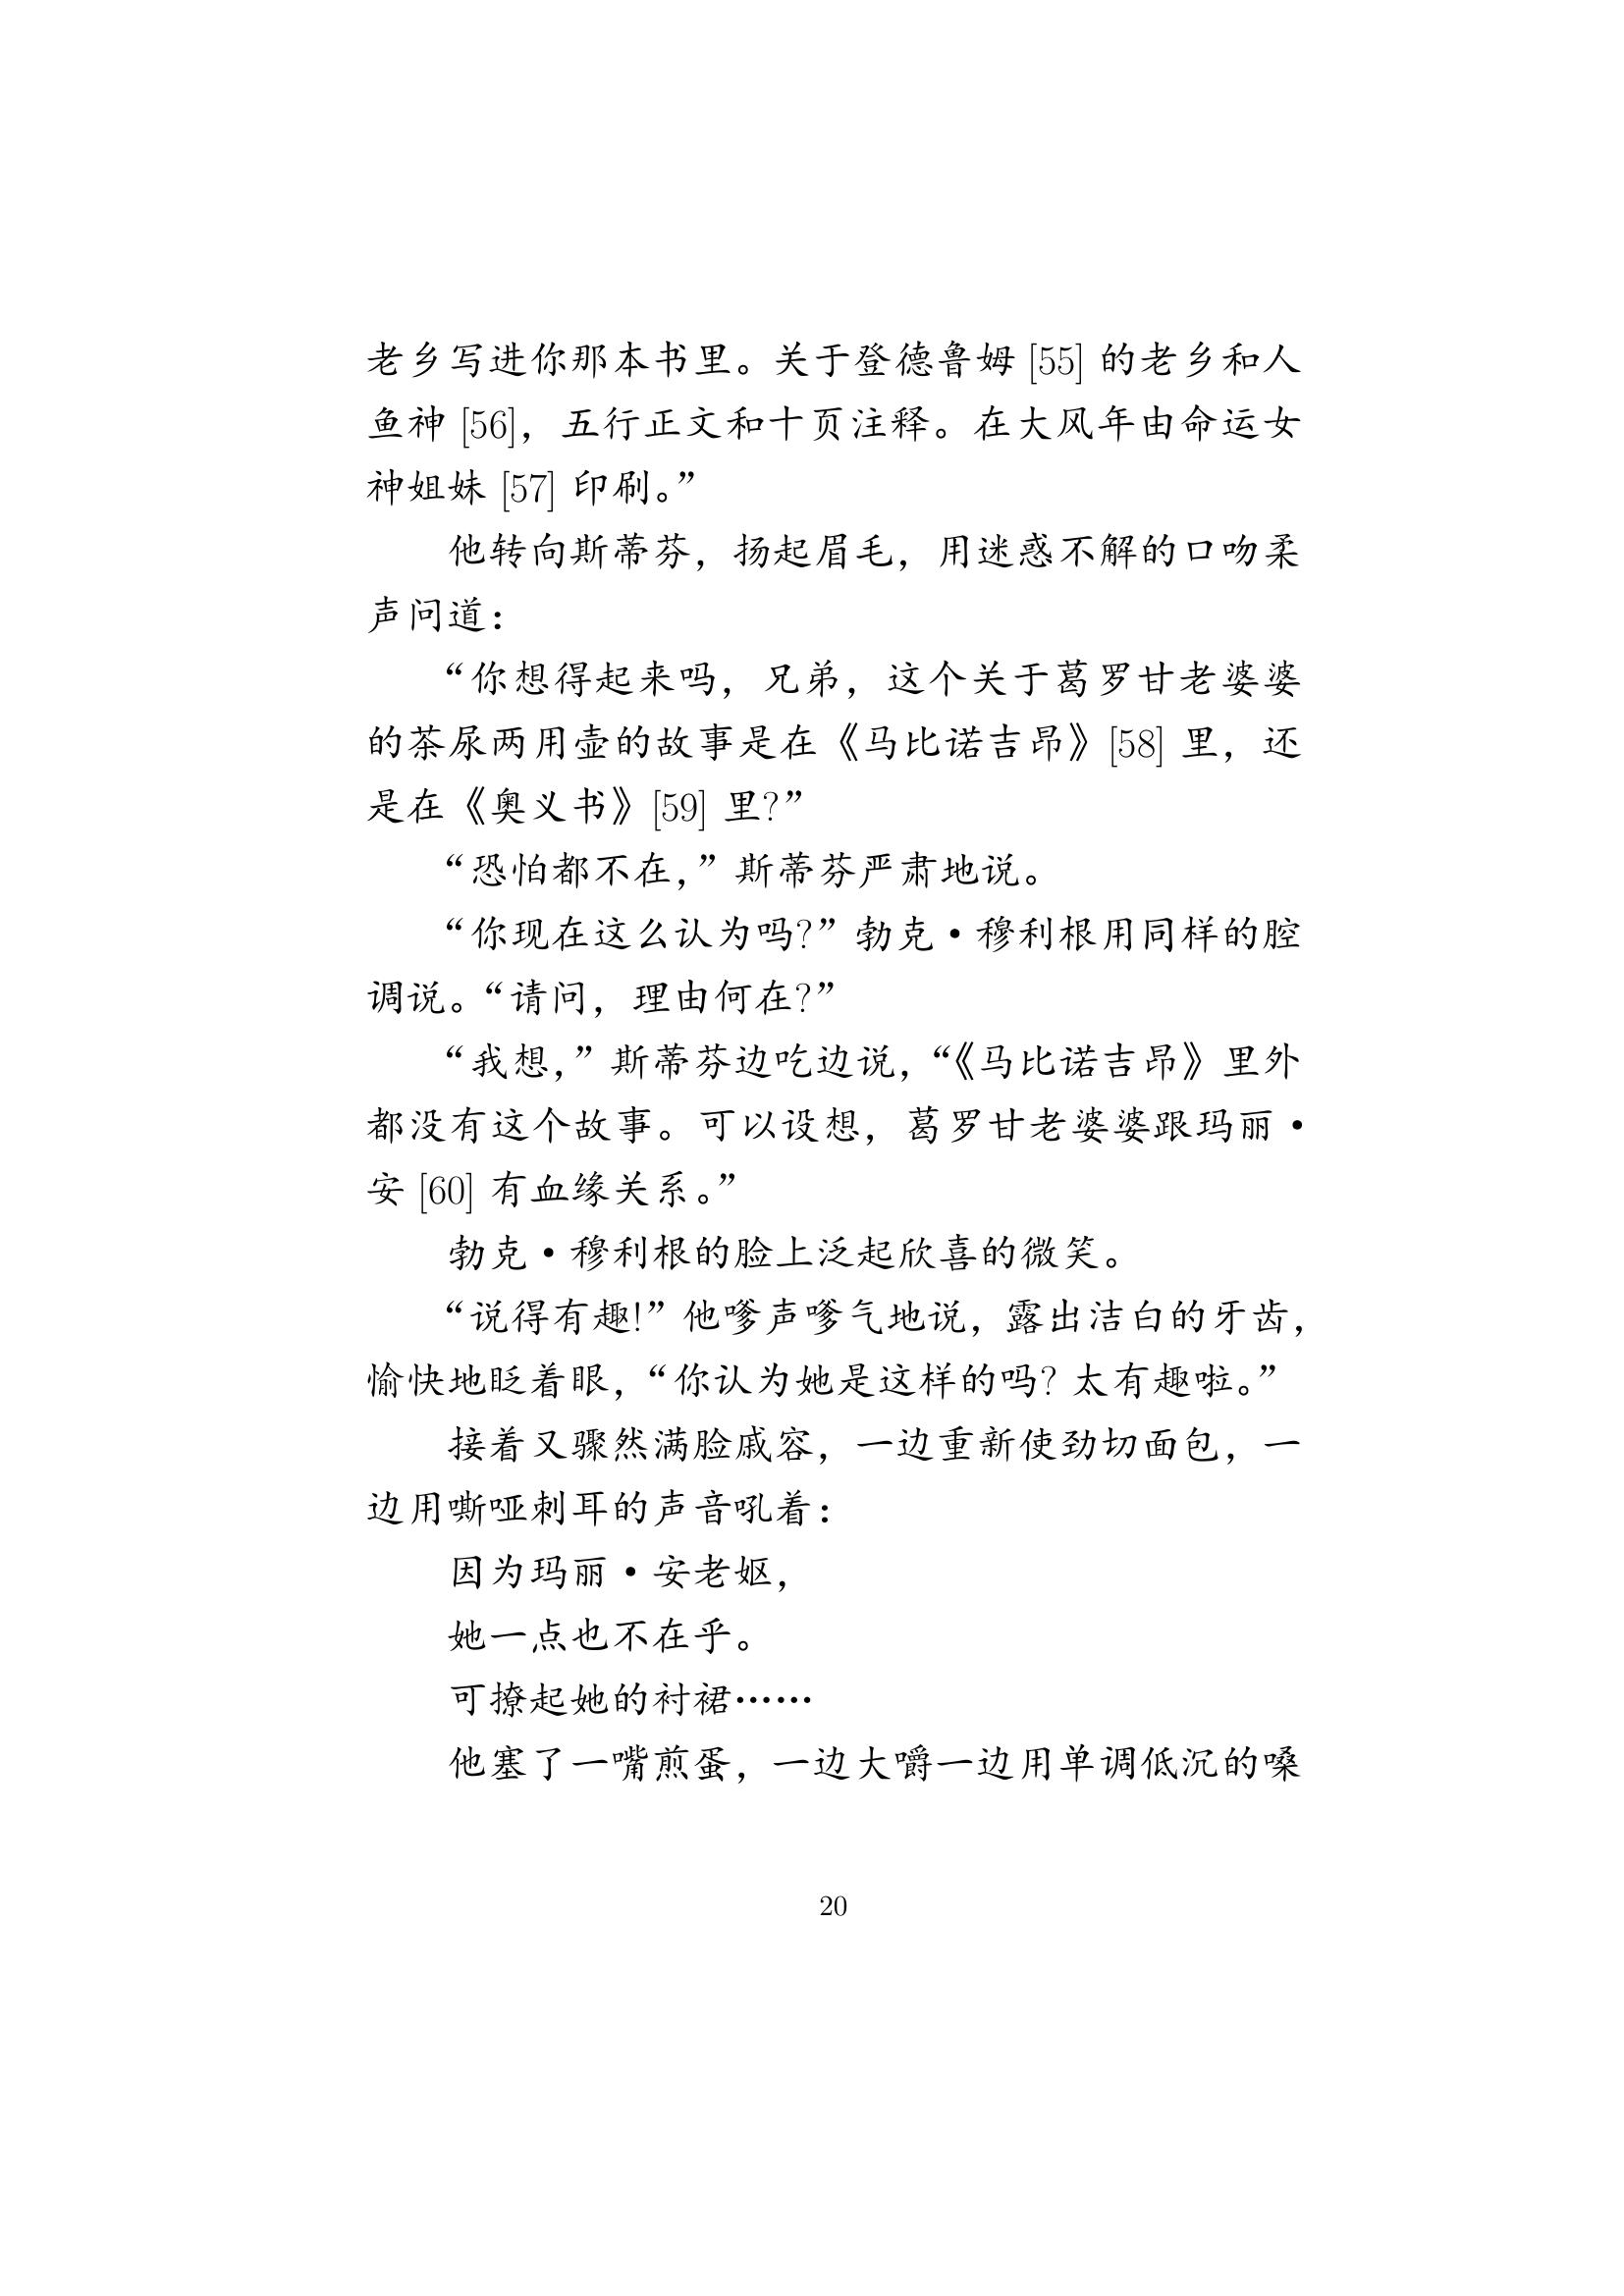 老乡写进你那本书里。关于登德鲁姆 [55] 的老乡和人
鱼神 [56]，五行正文和十页注释。在大风年由命运女
神姐妹 [57] 印刷。”
他转向斯蒂芬，扬起眉毛，用迷惑不解的口吻柔
声问道：
“你想得起来吗，兄弟，这个关于葛罗甘老婆婆
的茶尿两用壶的故事是在《马比诺吉昂》[58] 里，还
是在《奥义书》[59] 里?”
“恐怕都不在，”斯蒂芬严肃地说。
“你现在这么认为吗?”勃克·穆利根用同样的腔
调说。“请问，理由何在?”
“我想，”斯蒂芬边吃边说，“《马比诺吉昂》里外
都没有这个故事。可以设想，葛罗甘老婆婆跟玛丽·
安 [60] 有血缘关系。”
勃克·穆利根的脸上泛起欣喜的微笑。
“说得有趣!”他嗲声嗲气地说，露出洁白的牙齿，
愉快地眨着眼，“你认为她是这样的吗? 太有趣啦。”
接着又骤然满脸戚容，一边重新使劲切面包，一
边用嘶哑刺耳的声音吼着：
因为玛丽·安老妪，
她一点也不在乎。
可撩起她的衬裙……
他塞了一嘴煎蛋，一边大嚼一边用单调低沉的嗓
20